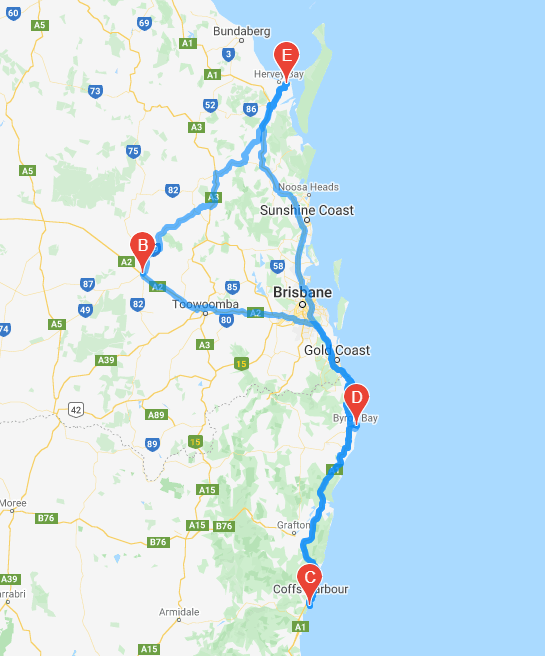 60
A5
69
Bundaberg
A1
3
E
Hervey Bay
A1
73
52
86
A3
75
A5
82
A3
Noosa Heads
Sunshine Coast
B
A2
58
87
A2
85
Brisbane
49
82
Toowoomba
A2
74
A5
80
A3
Gold Coast
A39
15
D
42
A89
Byron Bay
89
15
A15
Moree
B76
A15
B76
Grafton
B76
C
A39
Coffs Harbour
Armidale
A1
A15